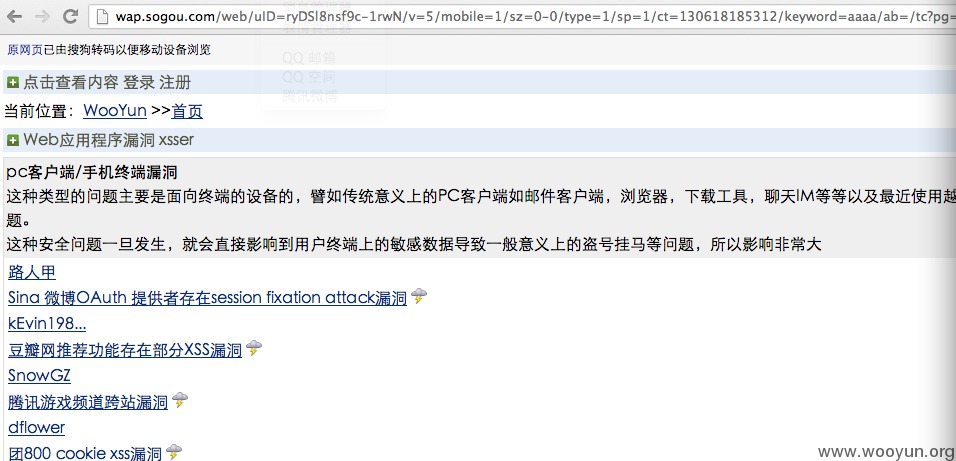 wap.sogou.com/web/uID=ryDSl8nsf9c-1rwN/v=5/mobile=1/sz=0-0/type=1/sp=1/ct=130618185312/keyword=aaaa/ab=/tc?pg=
QQ 邮箱
QQ 空间
腾讯微博
原网页已由搜狗转码以便移动设备浏览
点击查看内容 登录 注册
当前位置：WooYun >>首页
Web应用程序漏洞 xsser
pc客户端/手机终端漏洞
这种类型的问题主要是面向终端的设备的，譬如传统意义上的PC客户端如邮件客户端，浏览器，下载工具，聊天IM等等以及最近使用越
题。
这种安全问题一旦发生，就会直接影响到用户终端上的敏感数据导致一般意义上的盗号挂马等问题，所以影响非常大
路人甲
Sina 微博OAuth 提供者存在session fixation attack漏洞
kEvin198...
豆瓣网推荐功能存在部分XSS漏洞
SnowGZ
腾讯游戏频道跨站漏洞
dflower
团800 cookie xss漏洞
www.wooyun.org